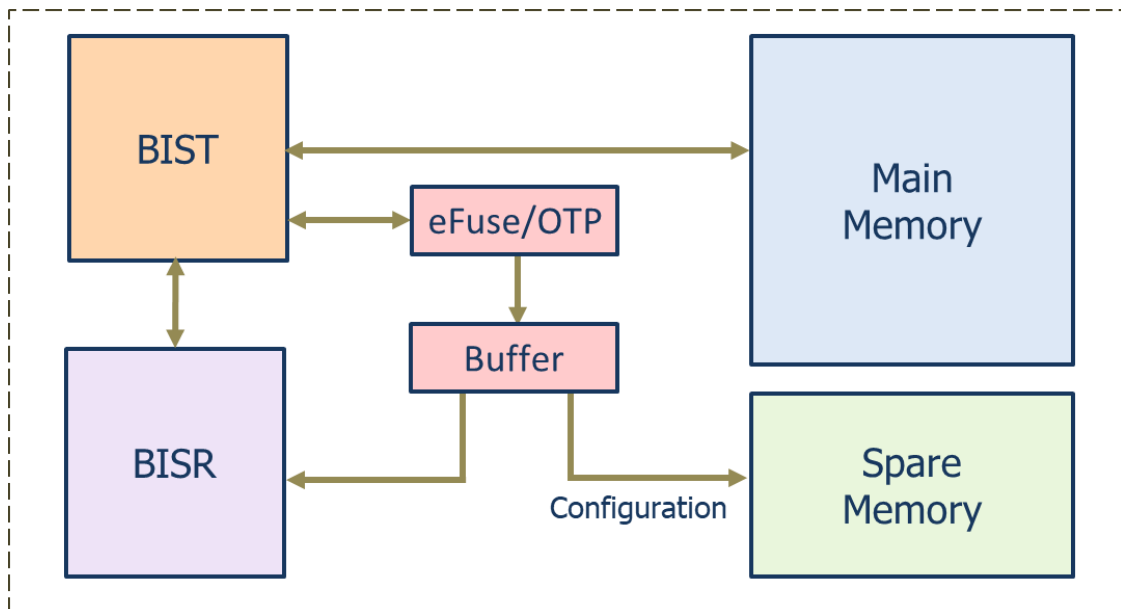 BIST
Main
Memory
eFuse/OTP
Buffer
BISR
Spare
Memory
Configuration